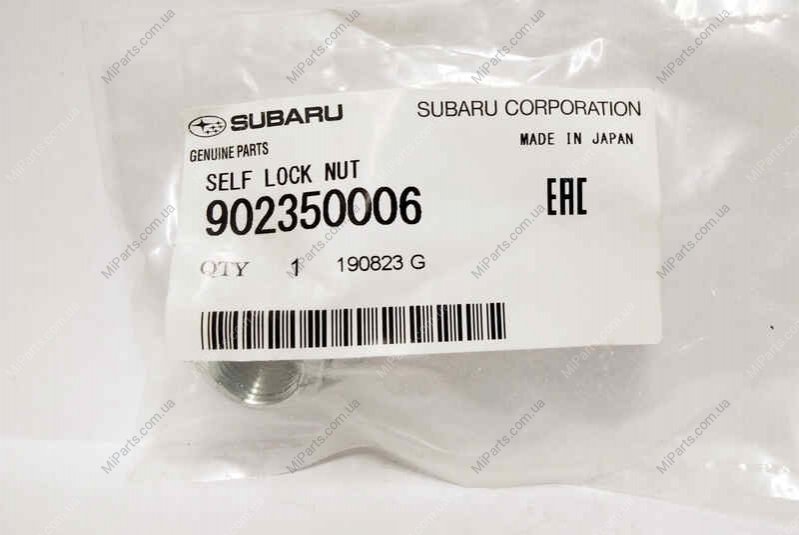 SUBARU
SUBARU CORPORATION
GENUINE PARTS
MADE IN JAPAN
SELF LOCK NUT
902350006
EAC
QTY 1 190823 G
MiParts.com.ua